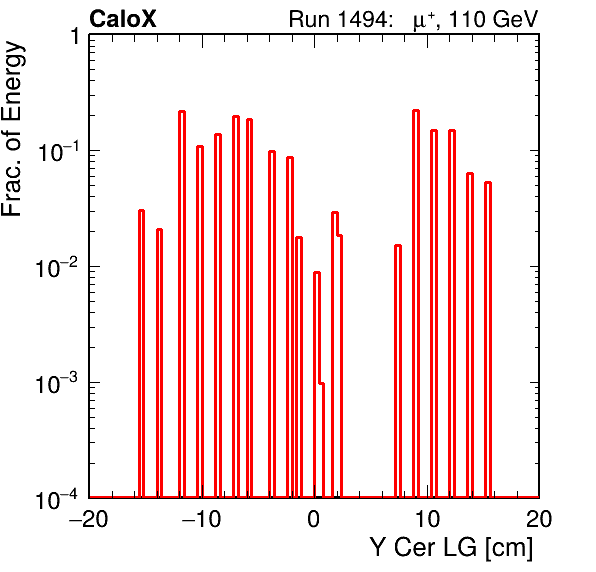 CaloX Run 1494: μ⁺, 110 GeV
Frac. of Energy
1
10⁻¹
10⁻²
10⁻³
10⁻⁴
−20 −10 0 10 20
Y Cer LG [cm]